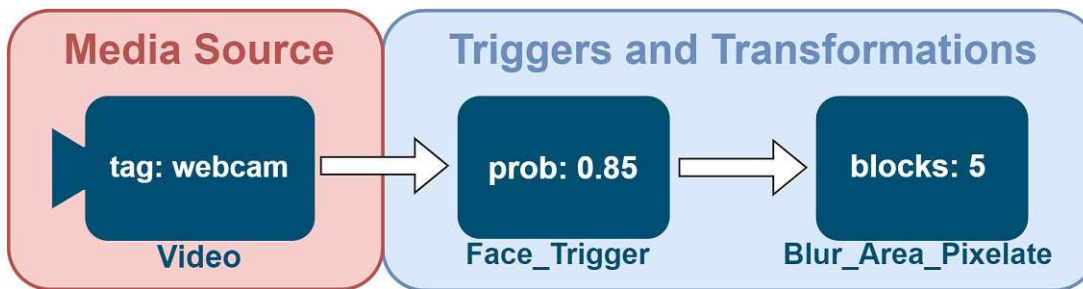 Media Source
Triggers and Transformations
tag: webcam
prob: 0.85
blocks: 5
Video
Face_Trigger
Blur_Area_Pixelate